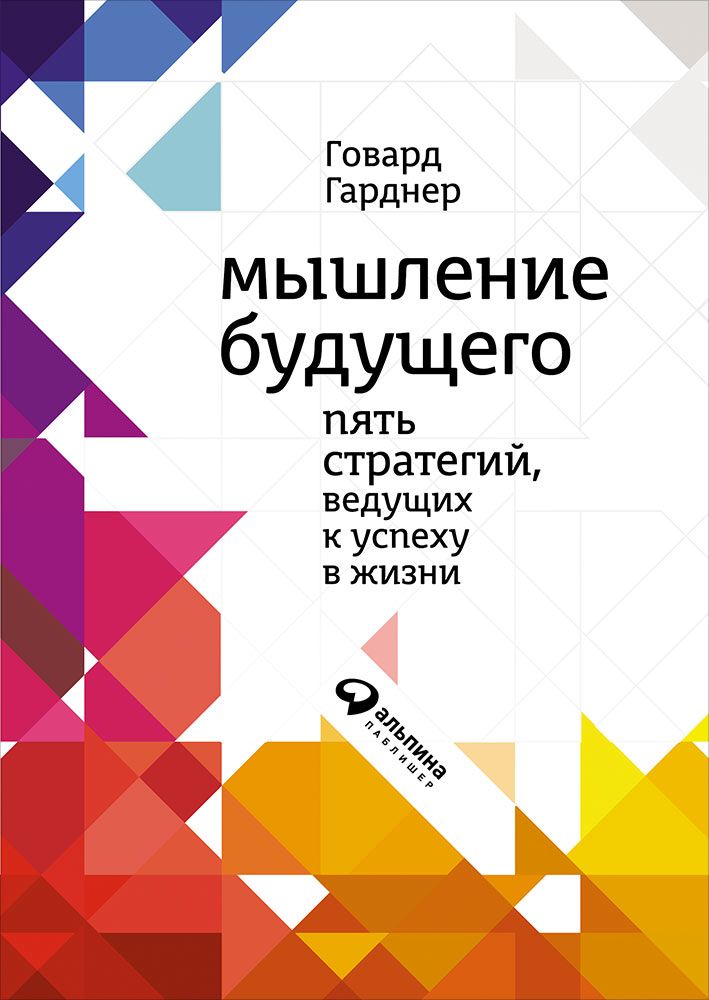 Говард
Гарднер
мышление
будущего
пять
стратегий,
ведущих
к успеху
в жизни
альпина
ПАБЛИШЕР